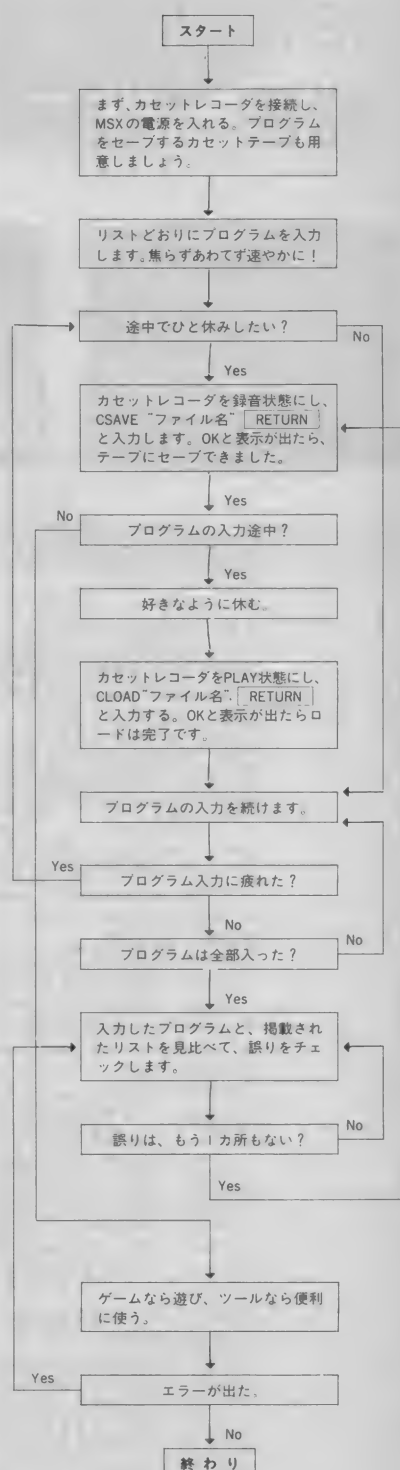 スタート
まず、カセットレコーダを接続し、
MSXの電源を入れる。プログラム
をセーブするカセットテープも用
意しましょう。
リストどおりにプログラムを入力
します。焦らずあわてず速やかに！
途中でひと休みしたい？
No
Yes
カセットレコーダを録音状態にし、
CSAVE "ファイル名" RETURN
と入力します。OKと表示が出たら、
テープにセーブできました。
Yes
No
プログラムの入力途中？
Yes
好きなように休む。
カセットレコーダをPLAY状態にし、
CLOAD"ファイル名". RETURN
と入力する。OKと表示が出たらロ
ードは完了です。
プログラムの入力を続けます。
Yes
プログラム入力に疲れた？
No
プログラムは全部入った？
No
Yes
入力したプログラムと、掲載され
たリストを見比べて、誤りをチェ
ックします。
誤りは、もう1カ所もない？
No
Yes
ゲームなら遊び、ツールなら便利
に使う。
Yes
エラーが出た。
No
終わり